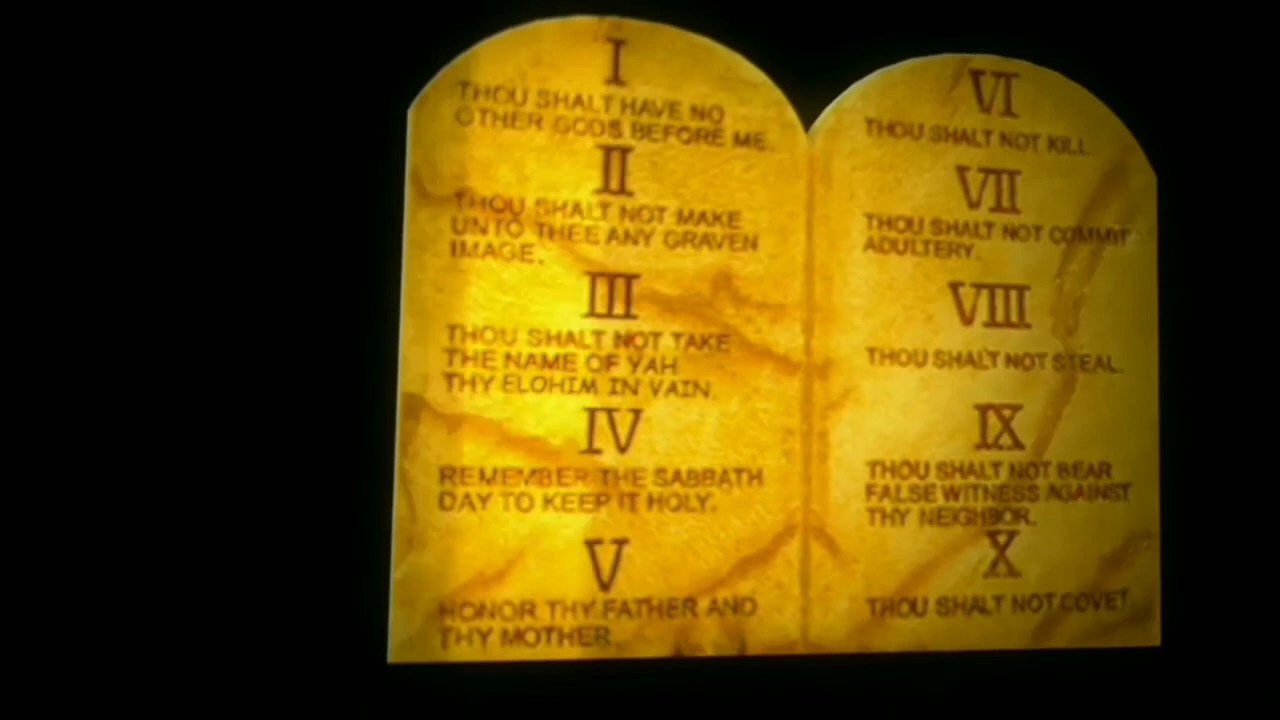 I
THOU SHALT HAVE NO
OTHER GODS BEFORE ME.
II
THOU SHALT NOT MAKE
UNTO THEE ANY GRAVEN
IMAGE.
III
THOU SHALT NOT TAKE
THE NAME OF YAH
THY ELOHIM IN VAIN.
IV
REMEMBER THE SABBATH
DAY TO KEEP IT HOLY.
V
HONOR THY FATHER AND
THY MOTHER.
VI
THOU SHALT NOT KILL.
VII
THOU SHALT NOT COMMIT
ADULTERY.
VIII
THOU SHALT NOT STEAL.
IX
THOU SHALT NOT BEAR
FALSE WITNESS AGAINST
THY NEIGHBOR.
X
THOU SHALT NOT COVET